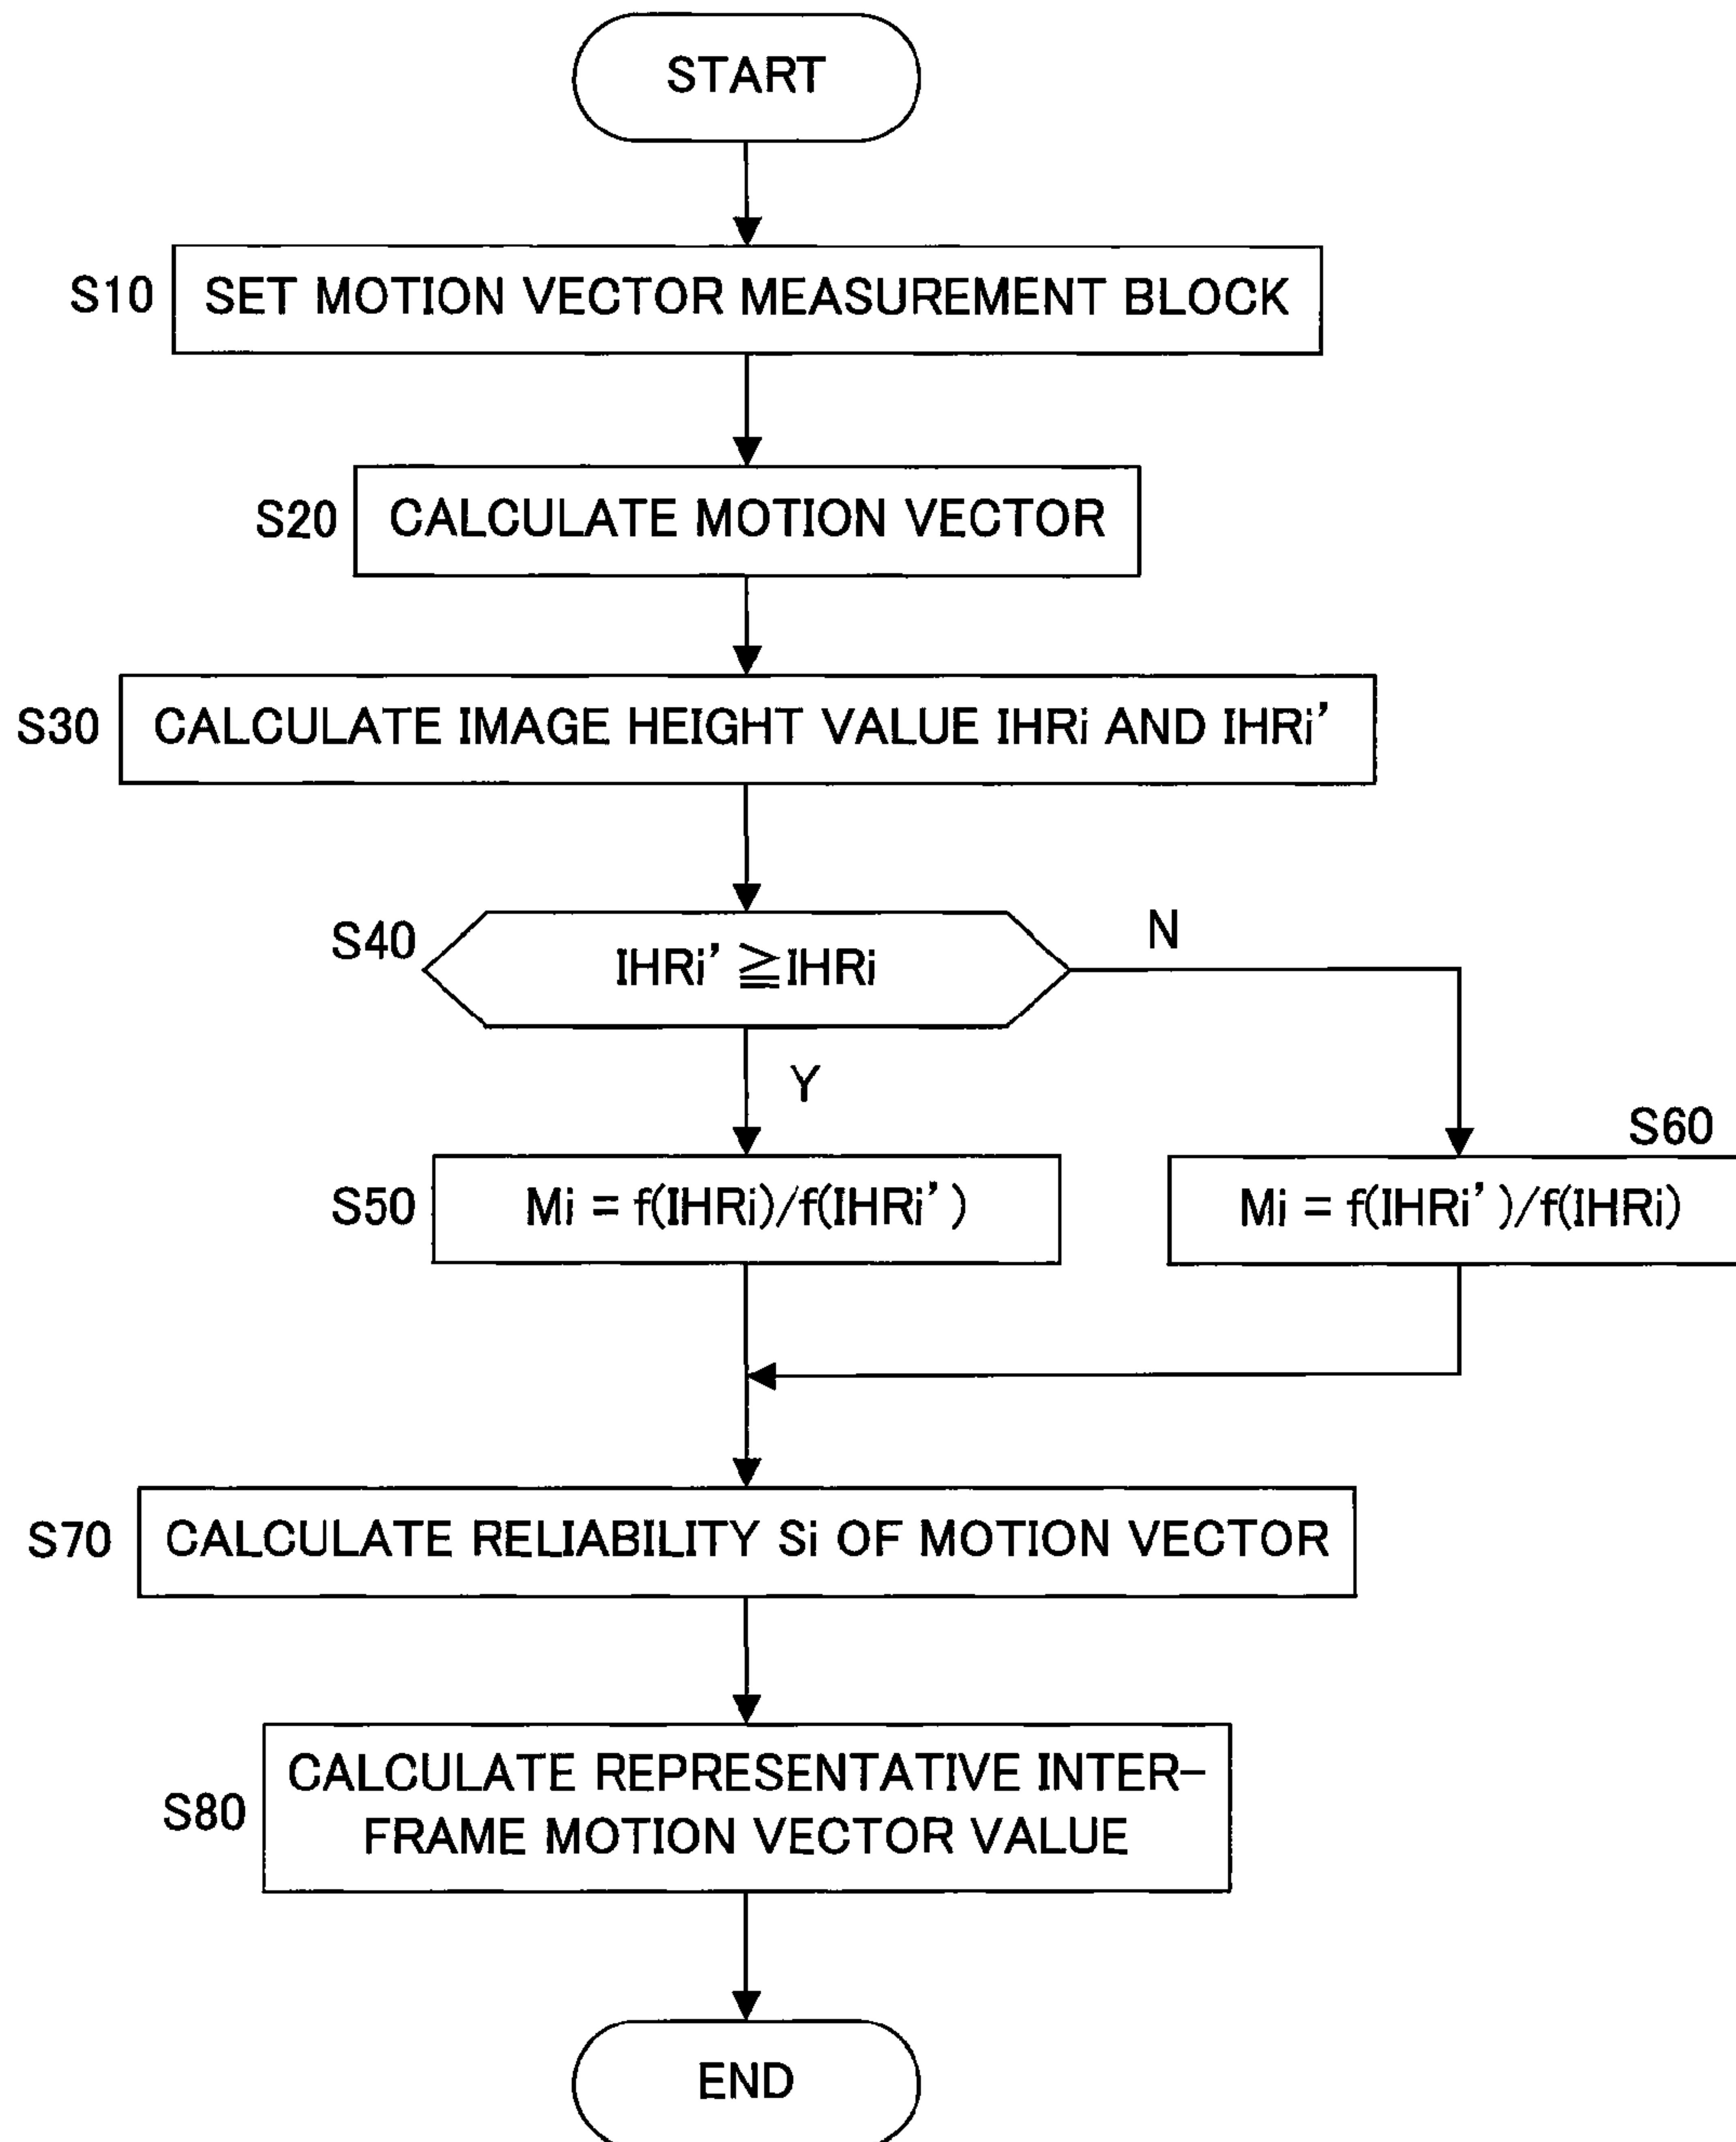 START
S10
SET MOTION VECTOR MEASUREMENT BLOCK
S20
CALCULATE MOTION VECTOR
S30
CALCULATE IMAGE HEIGHT VALUE IHRi AND IHRi’
S40
IHRi’ ≧IHRi
N
Y
S50
Mi = f(IHRi)/f(IHRi’ )
S60
Mi = f(IHRi’ )/f(IHRi)
S70
CALCULATE RELIABILITY Si OF MOTION VECTOR
S80
CALCULATE REPRESENTATIVE INTER-
FRAME MOTION VECTOR VALUE
END